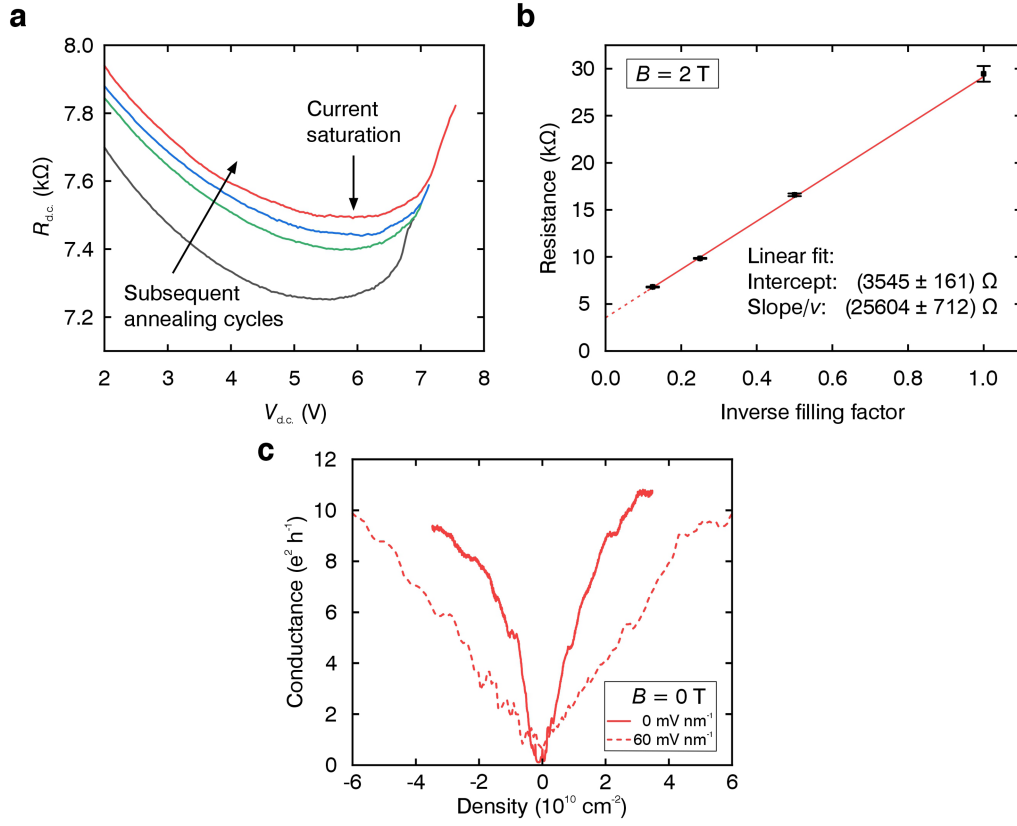 a
8.0
7.8
7.6
7.4
7.2
R d.c. (kΩ)
Current
saturation
Subsequent
annealing cycles
2 3 4 5 6 7 8
V d.c. (V)
b
30
25
20
15
10
5
0
Resistance (kΩ)
B = 2 T
Linear fit:
Intercept: (3545 ± 161) Ω
Slope/ν: (25604 ± 712) Ω
0.0 0.2 0.4 0.6 0.8 1.0
Inverse filling factor
c
12
10
8
6
4
2
0
Conductance (e² h⁻¹)
B = 0 T
0 mV nm⁻¹
60 mV nm⁻¹
-6 -4 -2 0 2 4 6
Density (10¹⁰ cm⁻²)